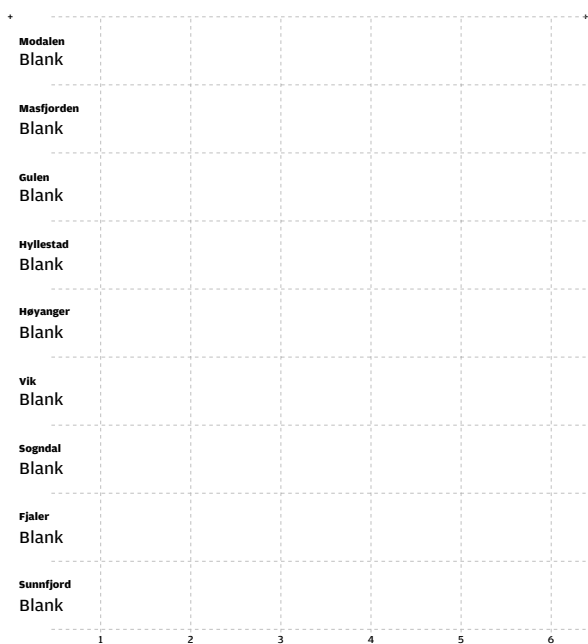 + +
Modalen
Blank
Masfjorden
Blank
Gulen
Blank
Hyllestad
Blank
Høyanger
Blank
Vik
Blank
Sogndal
Blank
Fjaler
Blank
Sunnfjord
Blank
1 2 3 4 5 6